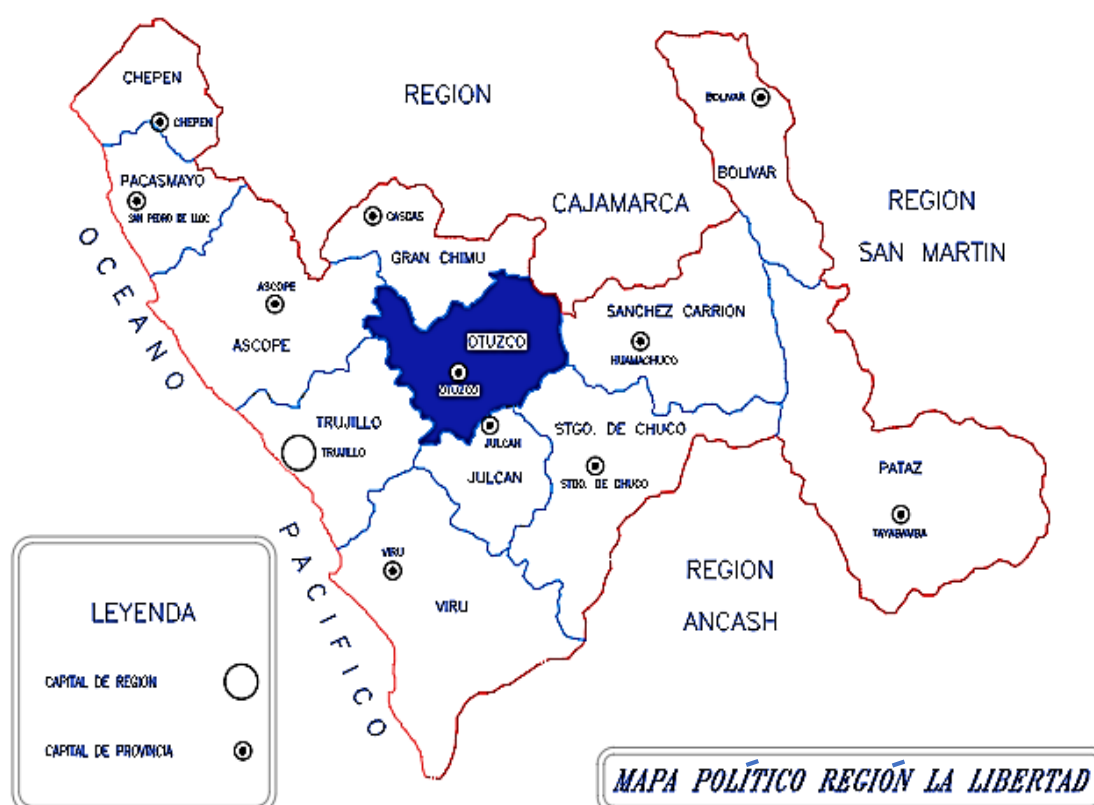 CHEPEN
CHEPEN
PACASMAYO
SAN PEDRO DE LLOC
REGION
CAJAMARCA
BOLIVAR
BOLIVAR
REGION
SAN MARTIN
CASCAS
GRAN CHIMU
ASCOPE
ASCOPE
OTUZCO
OTUZCO
SANCHEZ CARRION
HUAMACHUCO
TRUJILLO
TRUJILLO
JULCAN
JULCAN
STGO. DE CHUCO
STGO. DE CHUCO
PATAZ
TAYABAMBA
VIRU
VIRU
REGION
ANCASH
OCEANO
PACIFICO
LEYENDA
CAPITAL DE REGION
CAPITAL DE PROVINCIA
MAPA POLÍTICO REGIÓN LA LIBERTAD